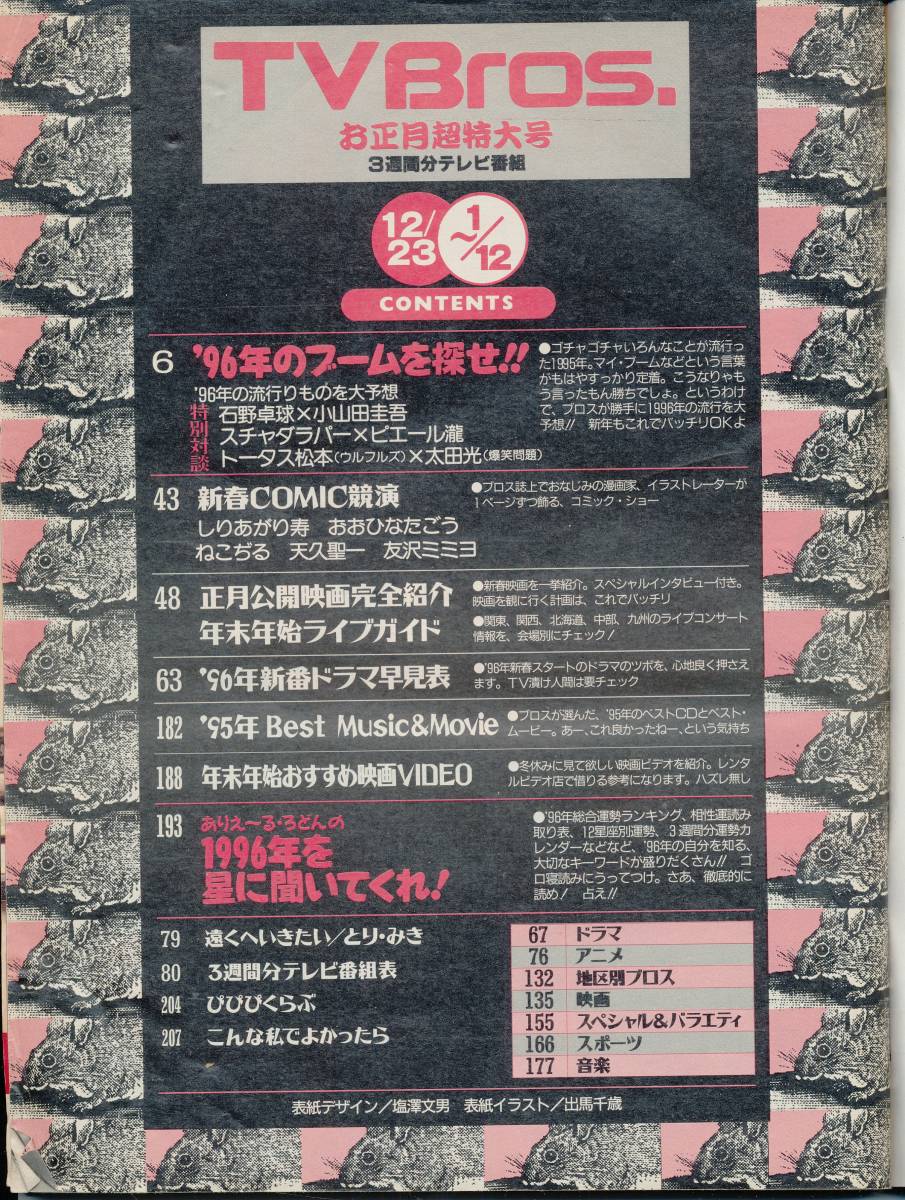 TVBros.
お正月超特大号
3週間分テレビ番組
12/23～1/12
CONTENTS
6 '96年のブームを探せ!!
'96年の流行りものを大予想
特別対談
石野卓球×小山田圭吾
スチャダラパー×ピエール瀧
トータス松本(ウルフルズ)×太田光(爆笑問題)
●ゴチャゴチャいろんなことが流行っ
た1995年。マイ・ブームなどという言葉
がもはやすっかり定着。こうなりゃも
う言ったもん勝ちでしょ。というわけ
で、ブロスが勝手に1996年の流行を大
予想!! 新年もこれでバッチリOKよ
43 新春COMIC競演
しりあがり寿 おおひなたごう
ねこぢる 天久聖一 友沢ミミヨ
●ブロス誌上でおなじみの漫画家、イラストレーターが
1ページずつ飾る、コミック・ショー
48 正月公開映画完全紹介
年末年始ライブガイド
●新春映画を一挙紹介。スペシャルインタビュー付き。
映画を観に行く計画は、これでバッチリ
●関東、関西、北海道、中部、九州のライブコンサート
情報を、会場別にチェック!
63 '96年新番ドラマ早見表
●'96年新春スタートのドラマのツボを、心地良く押さえ
ます。TV漬け人間は要チェック
182 '95年 Best Music&Movie
●ブロスが選んだ、'95年のベストCDとベスト・
ムービー。あー、これ良かったねー、という気持ち
188 年末年始おすすめ映画VIDEO
●冬休みに見て欲しい映画ビデオを紹介。レンタ
ルビデオ店で借りる参考になります。ハズレ無し
193 ありえ〜る・ろどんの
1996年を
星に聞いてくれ!
●'96年総合運勢ランキング、相性運読み
取り表、12星座別運勢、3週間分運勢カ
レンダーなどなど、'96年の自分を知る、
大切なキーワードが盛りだくさん!! ゴ
ロ寝読みにうってつけ。さあ、徹底的に
読め! 占え!!
79 遠くへいきたい/とり・みき
80 3週間分テレビ番組表
204 ぴぴぴくらぶ
207 こんな私でよかったら
67 ドラマ
76 アニメ
132 地区別ブロス
135 映画
155 スペシャル&バラエティ
166 スポーツ
177 音楽
表紙デザイン/塩澤文男 表紙イラスト/出馬千歳